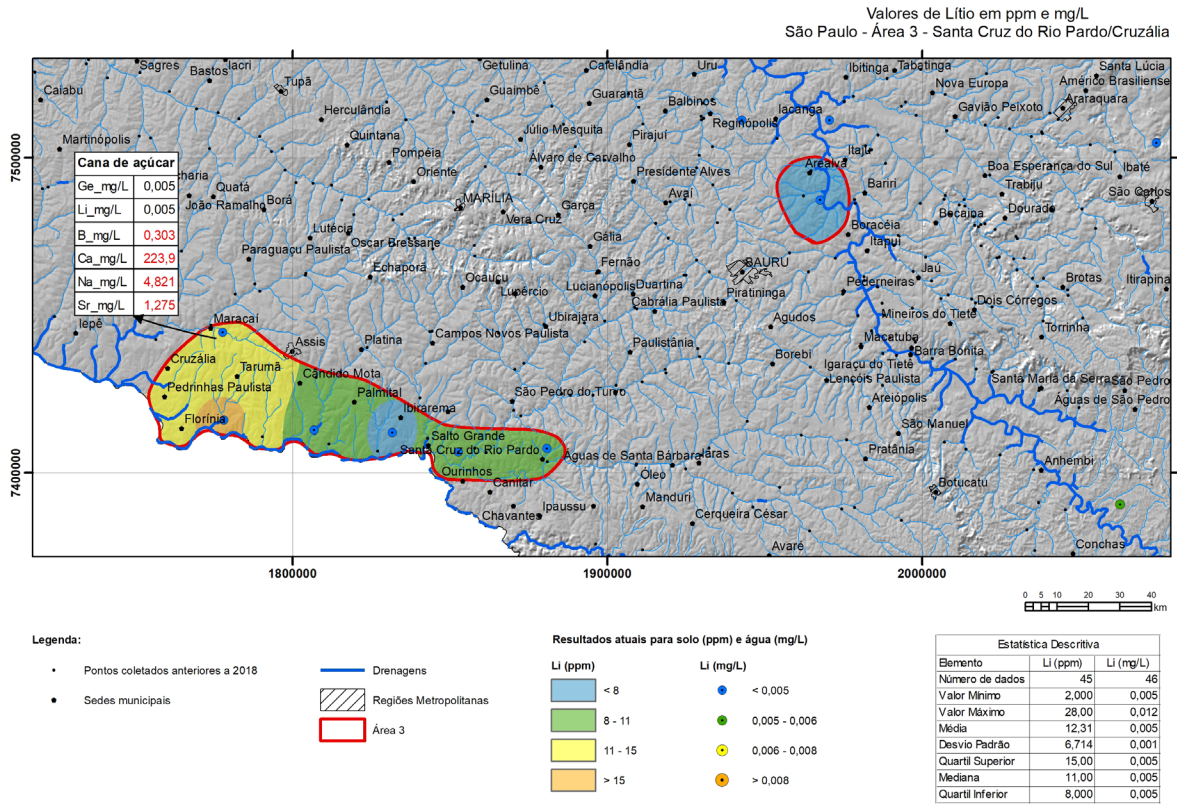 Valores de Lítio em ppm e mg/L
São Paulo - Área 3 - Santa Cruz do Rio Pardo/Cruzália
Sagres
Iacri
Bastos
Tupã
Caiabu
Getulina
Cafelândia
Uru
Guaimbê
Guarantã
Balbinos
Reginópolis
Iacanga
Ibitinga
Tabatinga
Nova Europa
Gavião Peixoto
Santa Lúcia
Américo Brasiliense
Araraquara
Herculândia
Martinópolis
Quintana
Pompéia
Oriente
Júlio Mesquita
Álvaro de Carvalho
Pirajuí
Presidente Alves
Itaju
Arealva
Bariri
Boa Esperança do Sul
Ibaté
Trabiju
São Carlos
7500000
Cana de açúcar
Ge_mg/L 0,005
Li_mg/L 0,005
B_mg/L 0,303
Ca_mg/L 223,9
Na_mg/L 4,821
Sr_mg/L 1,275
charia
Quatá
João Ramalho
Borá
MARÍLIA
Vera Cruz
Garça
Avaí
Dourado
Bocaina
Boracéia
Itapuí
Lutécia
Oscar Bressane
Paraguaçu Paulista
Echaporã
Gália
Fernão
BAURU
Piratininga
Ocauçu
Lupércio
Lucianópolis
Duartina
Cabrália Paulista
Pederneiras
Jaú
Brotas
Itirapina
Dois Córregos
Mineiros do Tietê
Torrinha
Iepê
Maracaí
Assis
Platina
Campos Novos Paulista
Ubirajara
Agudos
Paulistânia
Macatuba
Barra Bonita
Borebi
Igaraçu do Tietê
Lençóis Paulista
Santa Maria da Serra
São Pedro
Águas de São Pedro
Cruzália
Tarumã
Cândido Mota
Pedrinhas Paulista
Palmital
São Pedro do Turvo
Areiópolis
Florínia
Ibirarema
São Manuel
Salto Grande
Santa Cruz do Rio Pardo
Águas de Santa Bárbara
Iaras
Pratânia
Anhembi
7400000
Ourinhos
Canitar
Óleo
Manduri
Botucatu
Chavantes
Ipaussu
Cerqueira César
Avaré
Conchas
1800000
1900000
2000000
0 5 10 20 30 40
km
Legenda:
Pontos coletados anteriores a 2018
Sedes municipais
Drenagens
Regiões Metropolitanas
Área 3
Resultados atuais para solo (ppm) e água (mg/L)
Li (ppm) Li (mg/L)
< 8 < 0,005
8 - 11 0,005 - 0,006
11 - 15 0,006 - 0,008
> 15 > 0,008
Estatística Descritiva
Elemento Li (ppm) Li (mg/L)
Número de dados 45 46
Valor Mínimo 2,000 0,005
Valor Máximo 28,00 0,012
Média 12,31 0,005
Desvio Padrão 6,714 0,001
Quartil Superior 15,00 0,005
Mediana 11,00 0,005
Quartil Inferior 8,000 0,005